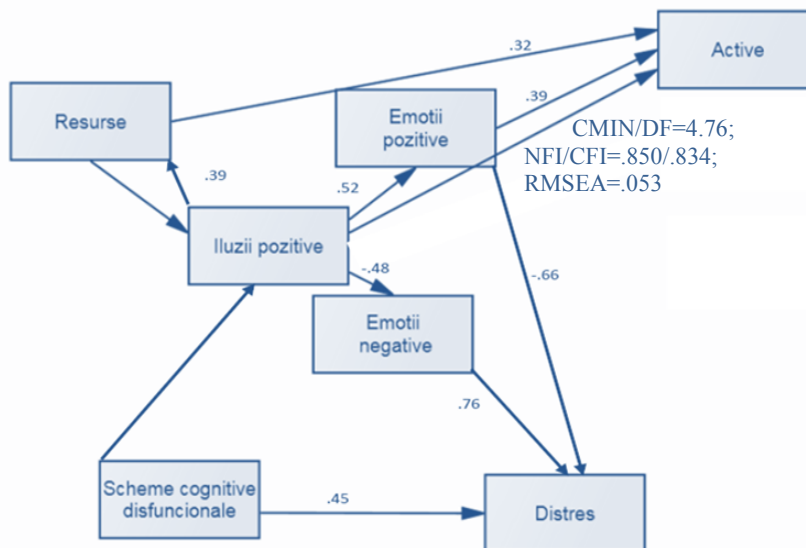 .32
Active
Resurse
Emotii
pozitive
.39
CMIN/DF=4.76;
NFI/CFI=.850/.834;
RMSEA=.053
.39
.52
Iluzii pozitive
-.48
-.66
Emotii
negative
.76
Scheme cognitive
disfuncionale
.45
Distres